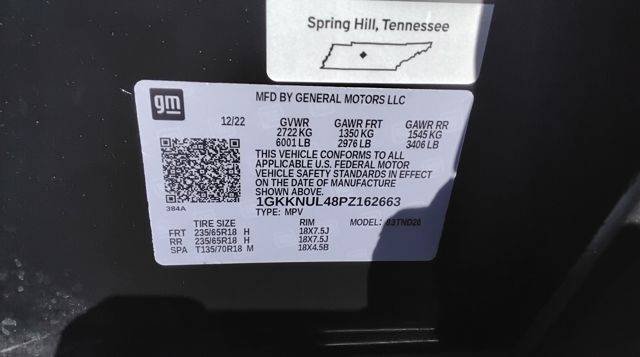 Spring Hill, Tennessee
gm
MFD BY GENERAL MOTORS LLC
12/22 GVWR GAWR FRT GAWR RR
2722 KG 1350 KG 1545 KG
6001 LB 2976 LB 3406 LB
THIS VEHICLE CONFORMS TO ALL
APPLICABLE U.S. FEDERAL MOTOR
VEHICLE SAFETY STANDARDS IN EFFECT
ON THE DATE OF MANUFACTURE
SHOWN ABOVE.
384A
1GKKNUL48PZ162663
TYPE: MPV
TIRE SIZE RIM MODEL:
FRT 235/65R18 H 18X7.5J
RR 235/65R18 H 18X7.5J
SPA T135/70R18 M 18X4.5B